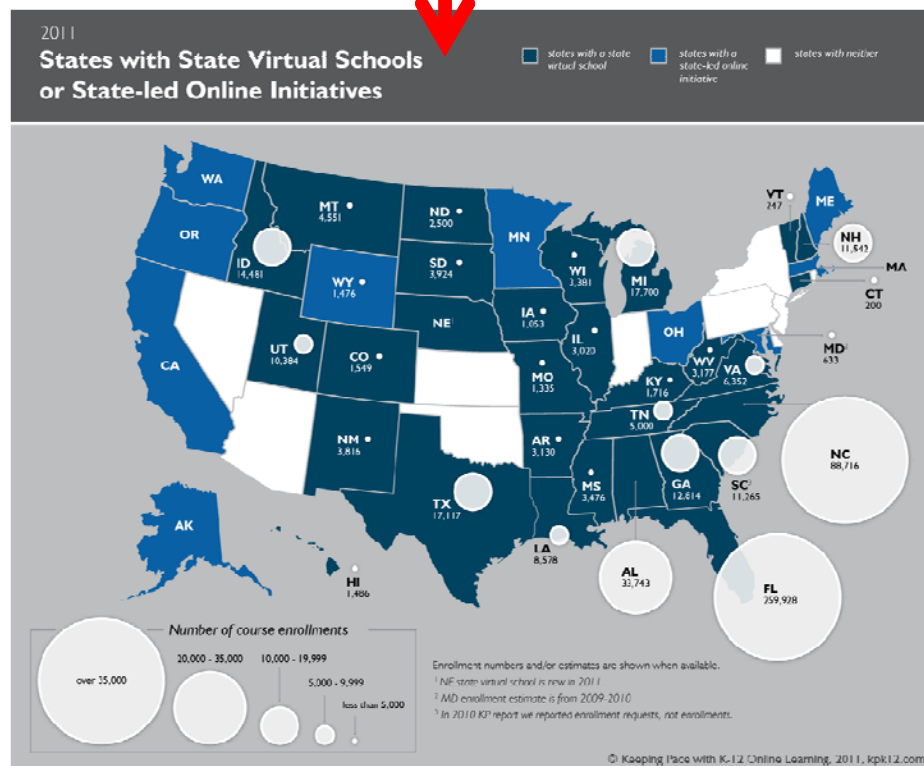 2011
States with State Virtual Schools
or State-led Online Initiatives
states with a state
virtual school
states with a
state-led online
initiative
states with neither
WA
OR
CA
AK
ID
14,481
MT
4,551
WY
1,476
UT
10,384
CO
1,549
NM
3,816
ND
2,500
SD
3,924
NE¹
TX
17,117
HI
1,486
MN
IA
1,053
MO
1,335
AR
3,130
LA
8,578
WI
3,381
IL
3,020
MS
3,476
MI
17,700
KY
1,716
TN
5,000
AL
33,743
OH
WV
3,177
VA
6,352
GA
12,814
SC³
11,265
NC
88,716
FL
259,928
VT
247
ME
NH
11,542
MA
CT
200
MD²
633
Number of course enrollments
over 35,000
20,000 - 35,000
10,000 - 19,999
5,000 - 9,999
less than 5,000
Enrollment numbers and/or estimates are shown when available.
¹ NE state virtual school is new in 2011
² MD enrollment estimate is from 2009-2010
³ In 2010 KP report we reported enrollment requests, not enrollments.
© Keeping Pace with K-12 Online Learning, 2011, kpk12.com